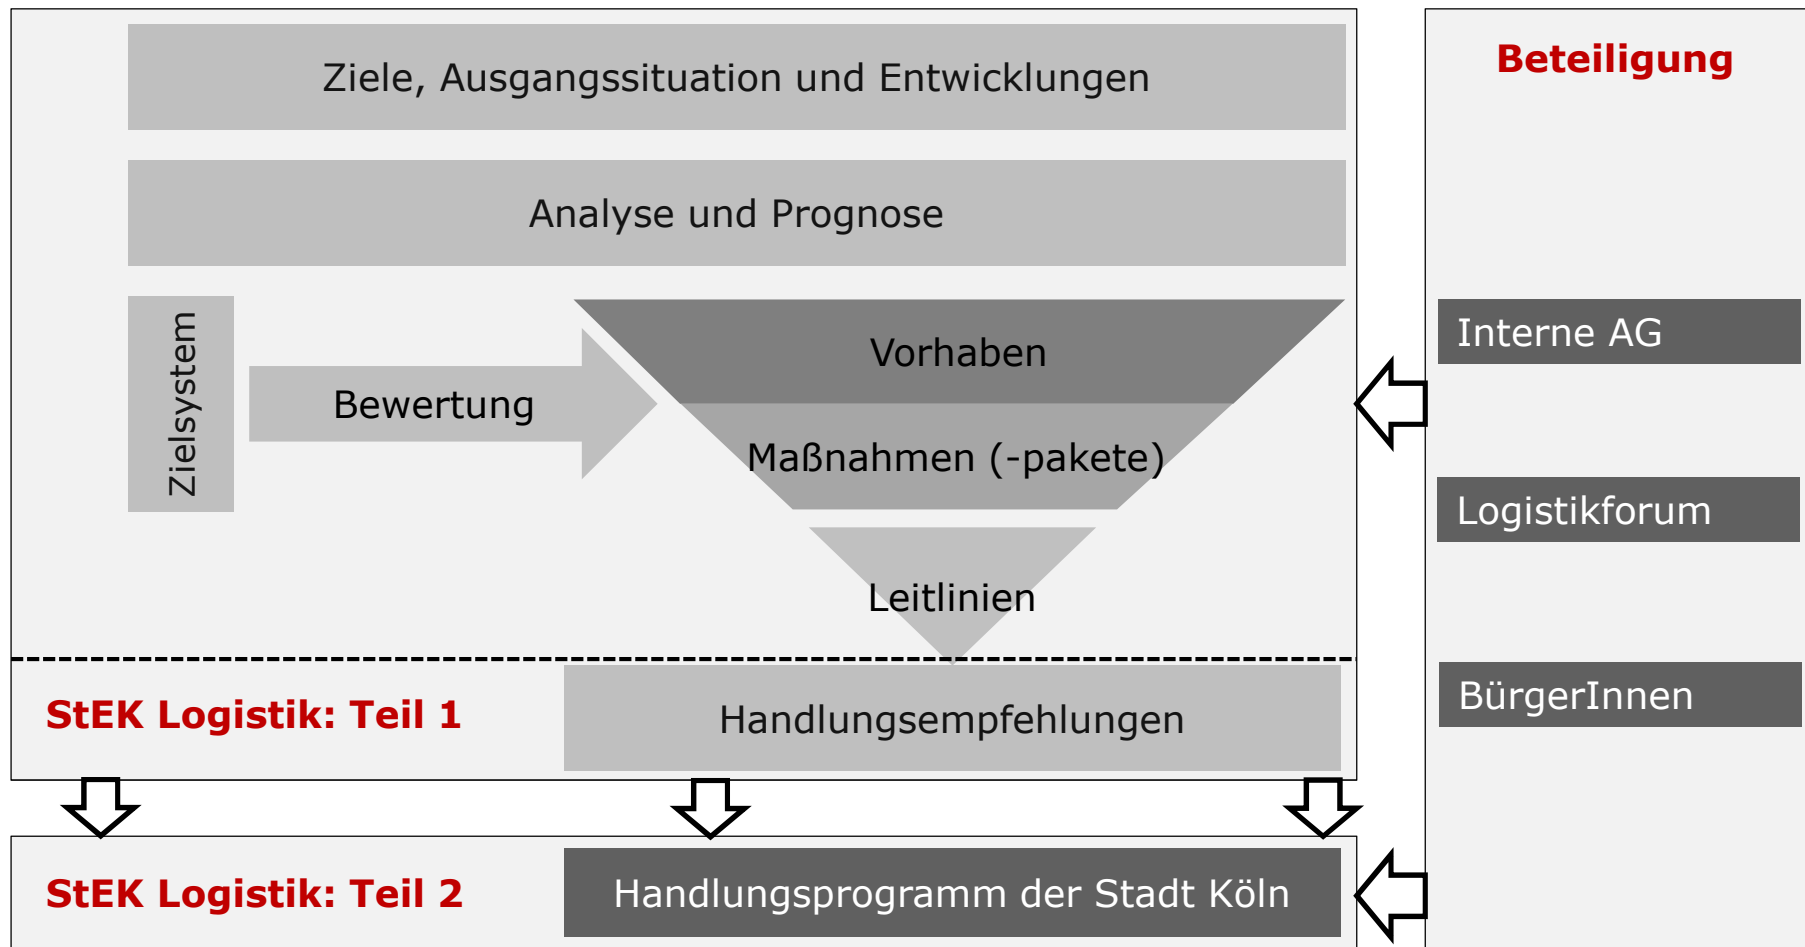 Ziele, Ausgangssituation und Entwicklungen
Analyse und Prognose
Zielsystem
Bewertung
Vorhaben
Maßnahmen (-pakete)
Leitlinien
StEK Logistik: Teil 1
Handlungsempfehlungen
StEK Logistik: Teil 2
Handlungsprogramm der Stadt Köln
Beteiligung
Interne AG
Logistikforum
BürgerInnen